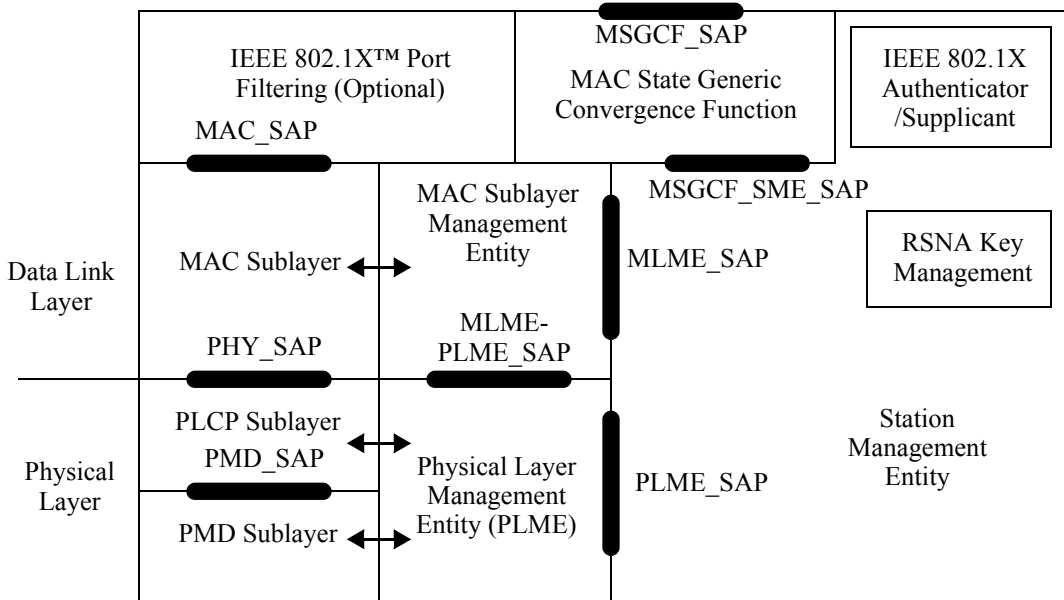 MSGCF_SAP
IEEE 802.1X™ Port
Filtering (Optional)
MAC State Generic
Convergence Function
IEEE 802.1X
Authenticator
/Supplicant
MAC_SAP
MSGCF_SME_SAP
MAC Sublayer
Management
Entity
MAC Sublayer
MLME_SAP
RSNA Key
Management
Data Link
Layer
PHY_SAP
MLME-
PLME_SAP
PLCP Sublayer
PMD_SAP
Physical
Layer
Physical Layer
Management
Entity (PLME)
PLME_SAP
Station
Management
Entity
PMD Sublayer